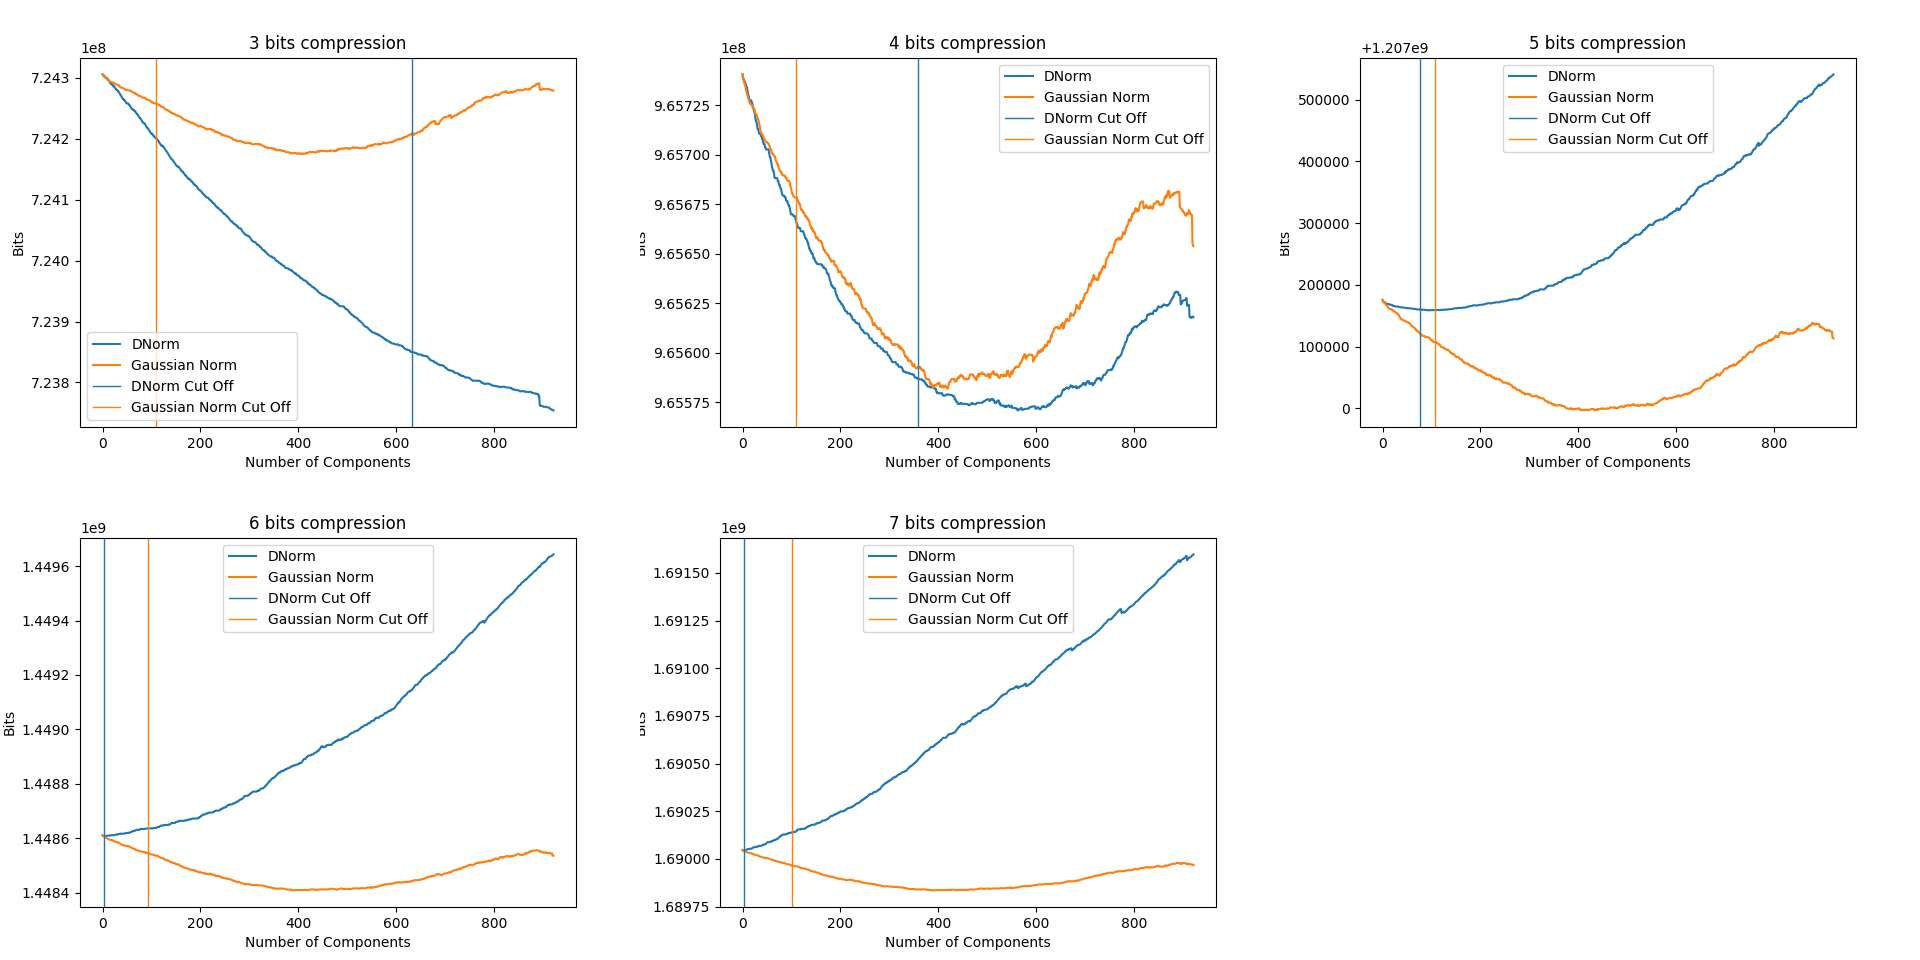 3 bits compression
1e8
7.243
7.242
7.241
7.240
7.239
7.238
Bits
DNorm
Gaussian Norm
DNorm Cut Off
Gaussian Norm Cut Off
0 200 400 600 800
Number of Components
4 bits compression
1e8
9.65725
9.65700
9.65675
9.65650
9.65625
9.65600
9.65575
Bits
DNorm
Gaussian Norm
DNorm Cut Off
Gaussian Norm Cut Off
0 200 400 600 800
Number of Components
5 bits compression
+1.207e9
500000
400000
300000
200000
100000
0
Bits
DNorm
Gaussian Norm
DNorm Cut Off
Gaussian Norm Cut Off
0 200 400 600 800
Number of Components
6 bits compression
1e9
1.4496
1.4494
1.4492
1.4490
1.4488
1.4486
1.4484
Bits
DNorm
Gaussian Norm
DNorm Cut Off
Gaussian Norm Cut Off
0 200 400 600 800
Number of Components
7 bits compression
1e9
1.69150
1.69125
1.69100
1.69075
1.69050
1.69025
1.69000
1.68975
Bits
DNorm
Gaussian Norm
DNorm Cut Off
Gaussian Norm Cut Off
0 200 400 600 800
Number of Components